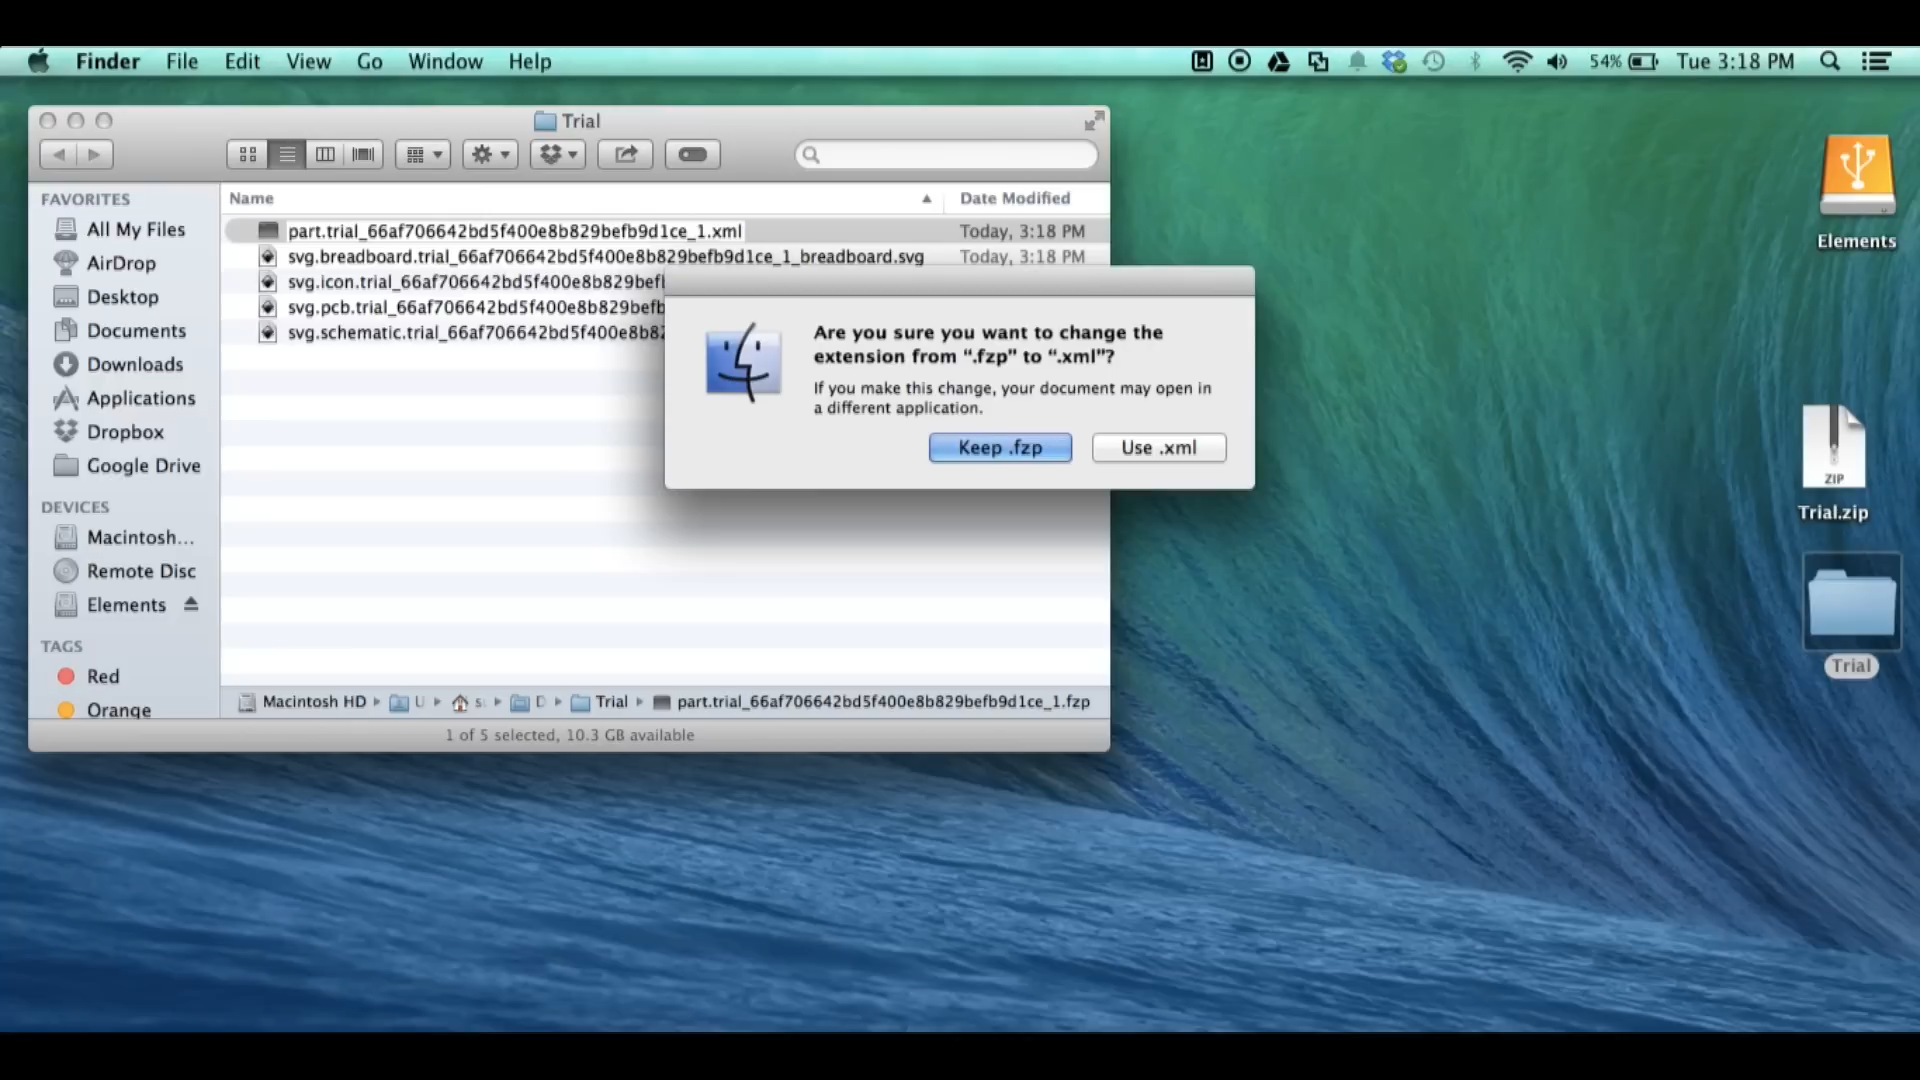 Finder File Edit View Go Window Help 54% Tue 3:18 PM
Trial
FAVORITES
All My Files
AirDrop
Desktop
Documents
Downloads
Applications
Dropbox
Google Drive
DEVICES
Macintosh...
Remote Disc
Elements
TAGS
Red
Orange
Name Date Modified
part.trial_66af706642bd5f400e8b829befb9d1ce_1.xml Today, 3:18 PM
svg.breadboard.trial_66af706642bd5f400e8b829befb9d1ce_1_breadboard.svg Today, 3:18 PM
svg.icon.trial_66af706642bd5f400e8b829bef
svg.pcb.trial_66af706642bd5f400e8b829befb
svg.schematic.trial_66af706642bd5f400e8b82
Macintosh HD U D Trial part.trial_66af706642bd5f400e8b829befb9d1ce_1.fzp
1 of 5 selected, 10.3 GB available
Are you sure you want to change the
extension from “.fzp” to “.xml”?
If you make this change, your document may open in
a different application.
Keep .fzp Use .xml
Elements
ZIP
Trial.zip
Trial